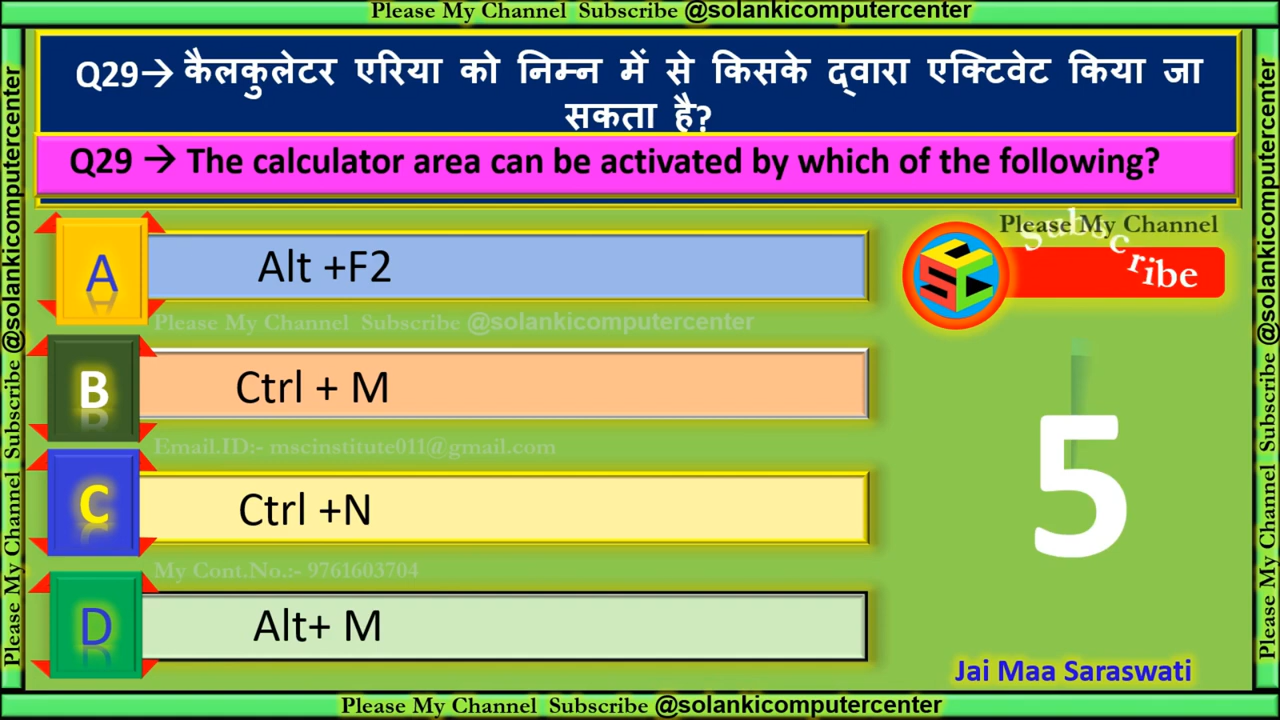 Please My Channel Subscribe @solankicomputercenter
Q29→ कैलकुलेटर एरिया को निम्न में से किसके द्वारा एक्टिवेट किया जा
सकता है?
Q29 → The calculator area can be activated by which of the following?
Please My Channel
Subscribe
A
Alt +F2
Please My Channel Subscribe @solankicomputercenter
B
Ctrl + M
Email.ID:- mscinstitute011@gmail.com
C
Ctrl +N
5
My Cont.No.:- 9761603704
D
Alt+ M
Jai Maa Saraswati
Please My Channel Subscribe @solankicomputercenter
Please My Channel Subscribe @solankicomputercenter
Please My Channel Subscribe @solankicomputercenter
SCC